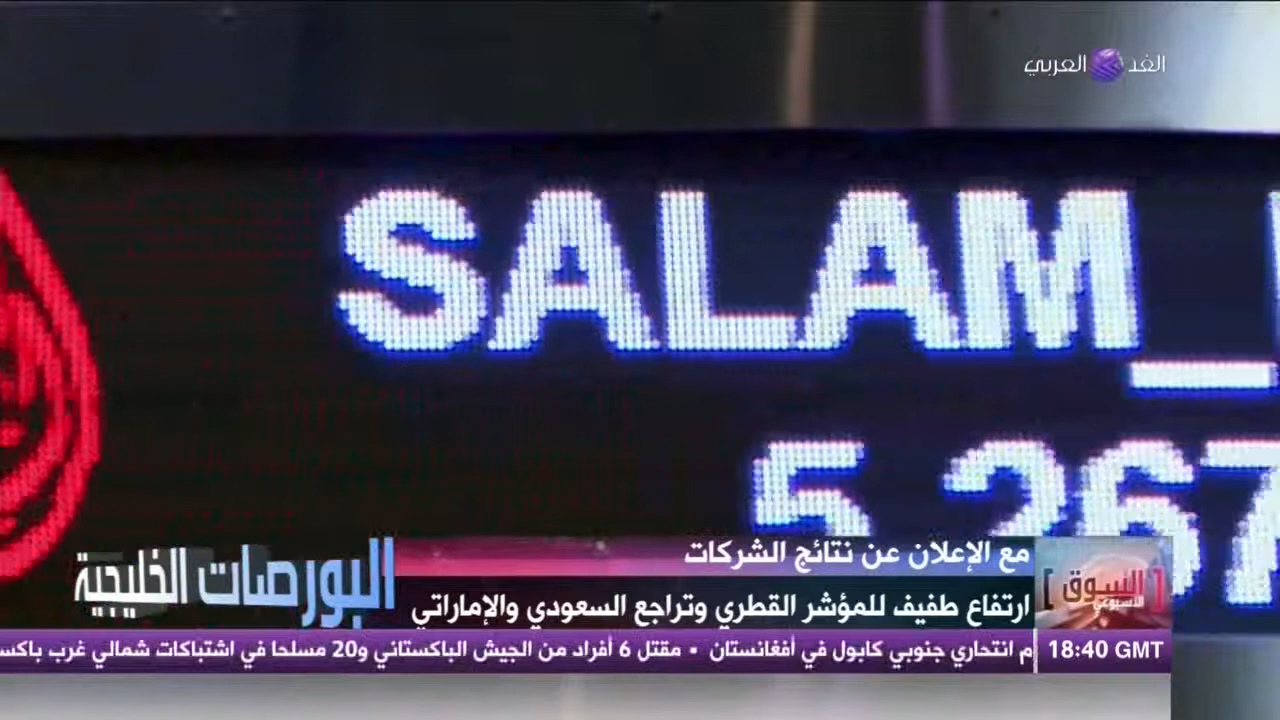 الغد العربي
SALAM_
5.267
مع الإعلان عن نتائج الشركات
ارتفاع طفيف للمؤشر القطري وتراجع السعودي والإماراتي
البورصات الخليجية
[السوق]
الأسبوعي
18:40 GMT
م انتحاري جنوبي كابول في أفغانستان • مقتل 6 أفراد من الجيش الباكستاني و20 مسلحا في اشتباكات شمالي غرب